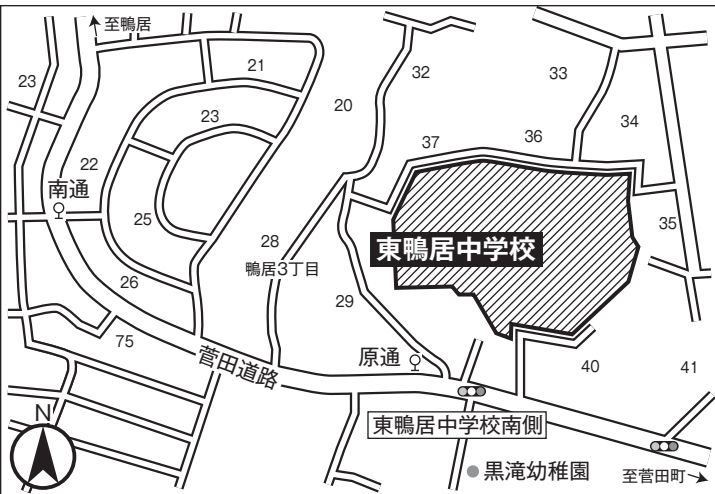 至鴨居
23
21
32
33
20
23
34
37
36
22
南通
25
35
東鴨居中学校
28
鴨居3丁目
26
29
75
原通
菅田道路
40
41
N
東鴨居中学校南側
黒滝幼稚園
至菅田町